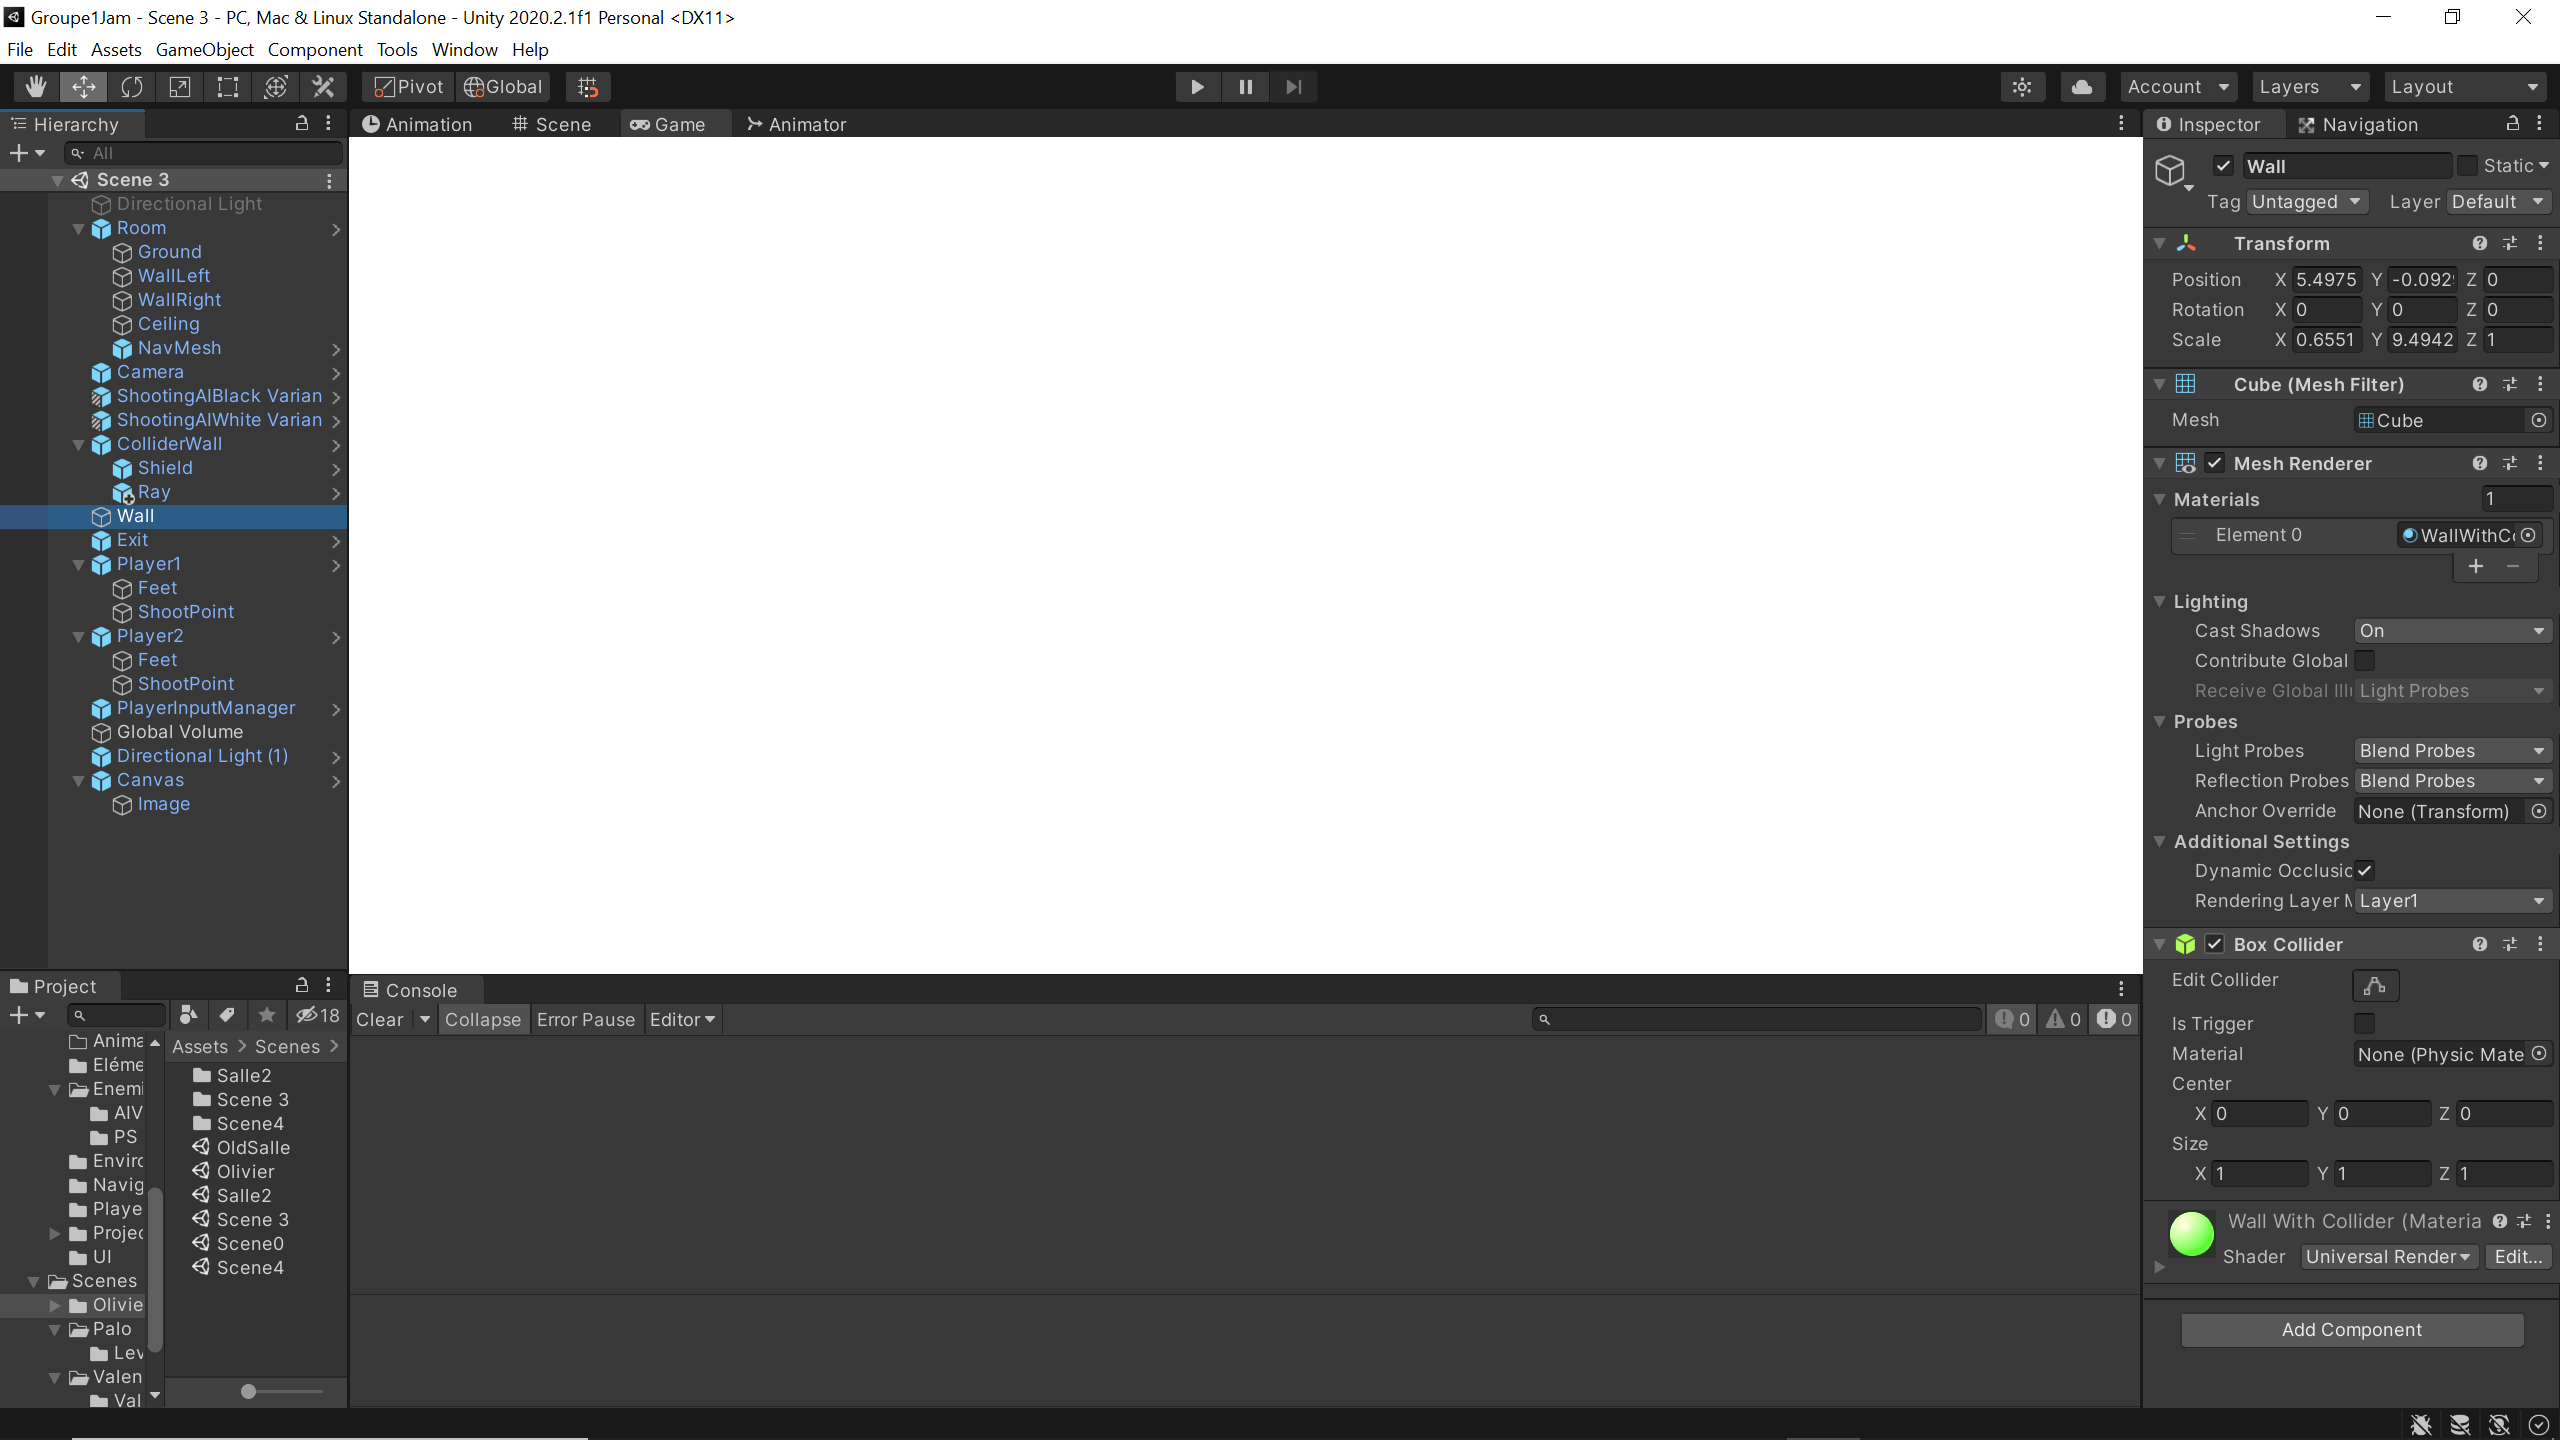 Groupe1Jam - Scene 3 - PC, Mac & Linux Standalone - Unity 2020.2.1f1 Personal <DX11>
File Edit Assets GameObject Component Tools Window Help
Pivot Global Account Layers Layout
Hierarchy
All
Scene 3
Directional Light
Room
Ground
WallLeft
WallRight
Ceiling
NavMesh
Camera
ShootingAIBlack Varian
ShootingAIWhite Varian
ColliderWall
Shield
Ray
Wall
Exit
Player1
Feet
ShootPoint
Player2
Feet
ShootPoint
PlayerInputManager
Global Volume
Directional Light (1)
Canvas
Image
Animation Scene Game Animator
Project
18
Anima
Eléme
Enemi
AIV
PS
Enviro
Navig
Playe
Projec
UI
Scenes
Olivie
Palo
Lev
Valen
Val
Assets > Scenes >
Salle2
Scene 3
Scene4
OldSalle
Olivier
Salle2
Scene 3
Scene0
Scene4
Console
Clear Collapse Error Pause Editor 0 0 0
Inspector Navigation
Wall Static
Tag Untagged Layer Default
Transform
Position X 5.4975 Y -0.092 Z 0
Rotation X 0 Y 0 Z 0
Scale X 0.6551 Y 9.4942 Z 1
Cube (Mesh Filter)
Mesh Cube
Mesh Renderer
Materials 1
Element 0 WallWithCo
Lighting
Cast Shadows On
Contribute Global
Receive Global Illu Light Probes
Probes
Light Probes Blend Probes
Reflection Probes Blend Probes
Anchor Override None (Transform)
Additional Settings
Dynamic Occlusic
Rendering Layer M Layer1
Box Collider
Edit Collider
Is Trigger
Material None (Physic Mate
Center
X 0 Y 0 Z 0
Size
X 1 Y 1 Z 1
Wall With Collider (Materia
Shader Universal Render Edit...
Add Component